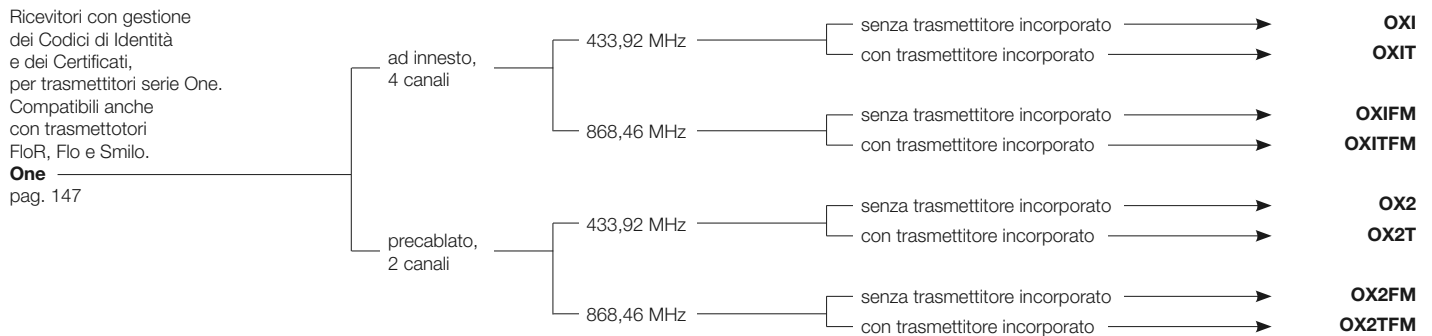 Ricevitori con gestione
dei Codici di Identità
e dei Certificati,
per trasmettitori serie One.
Compatibili anche
con trasmettotori
FloR, Flo e Smilo.
One
pag. 147
ad innesto,
4 canali
433,92 MHz
senza trasmettitore incorporato OXI
con trasmettitore incorporato OXIT
868,46 MHz
senza trasmettitore incorporato OXIFM
con trasmettitore incorporato OXITFM
precablato,
2 canali
433,92 MHz
senza trasmettitore incorporato OX2
con trasmettitore incorporato OX2T
868,46 MHz
senza trasmettitore incorporato OX2FM
con trasmettitore incorporato OX2TFM